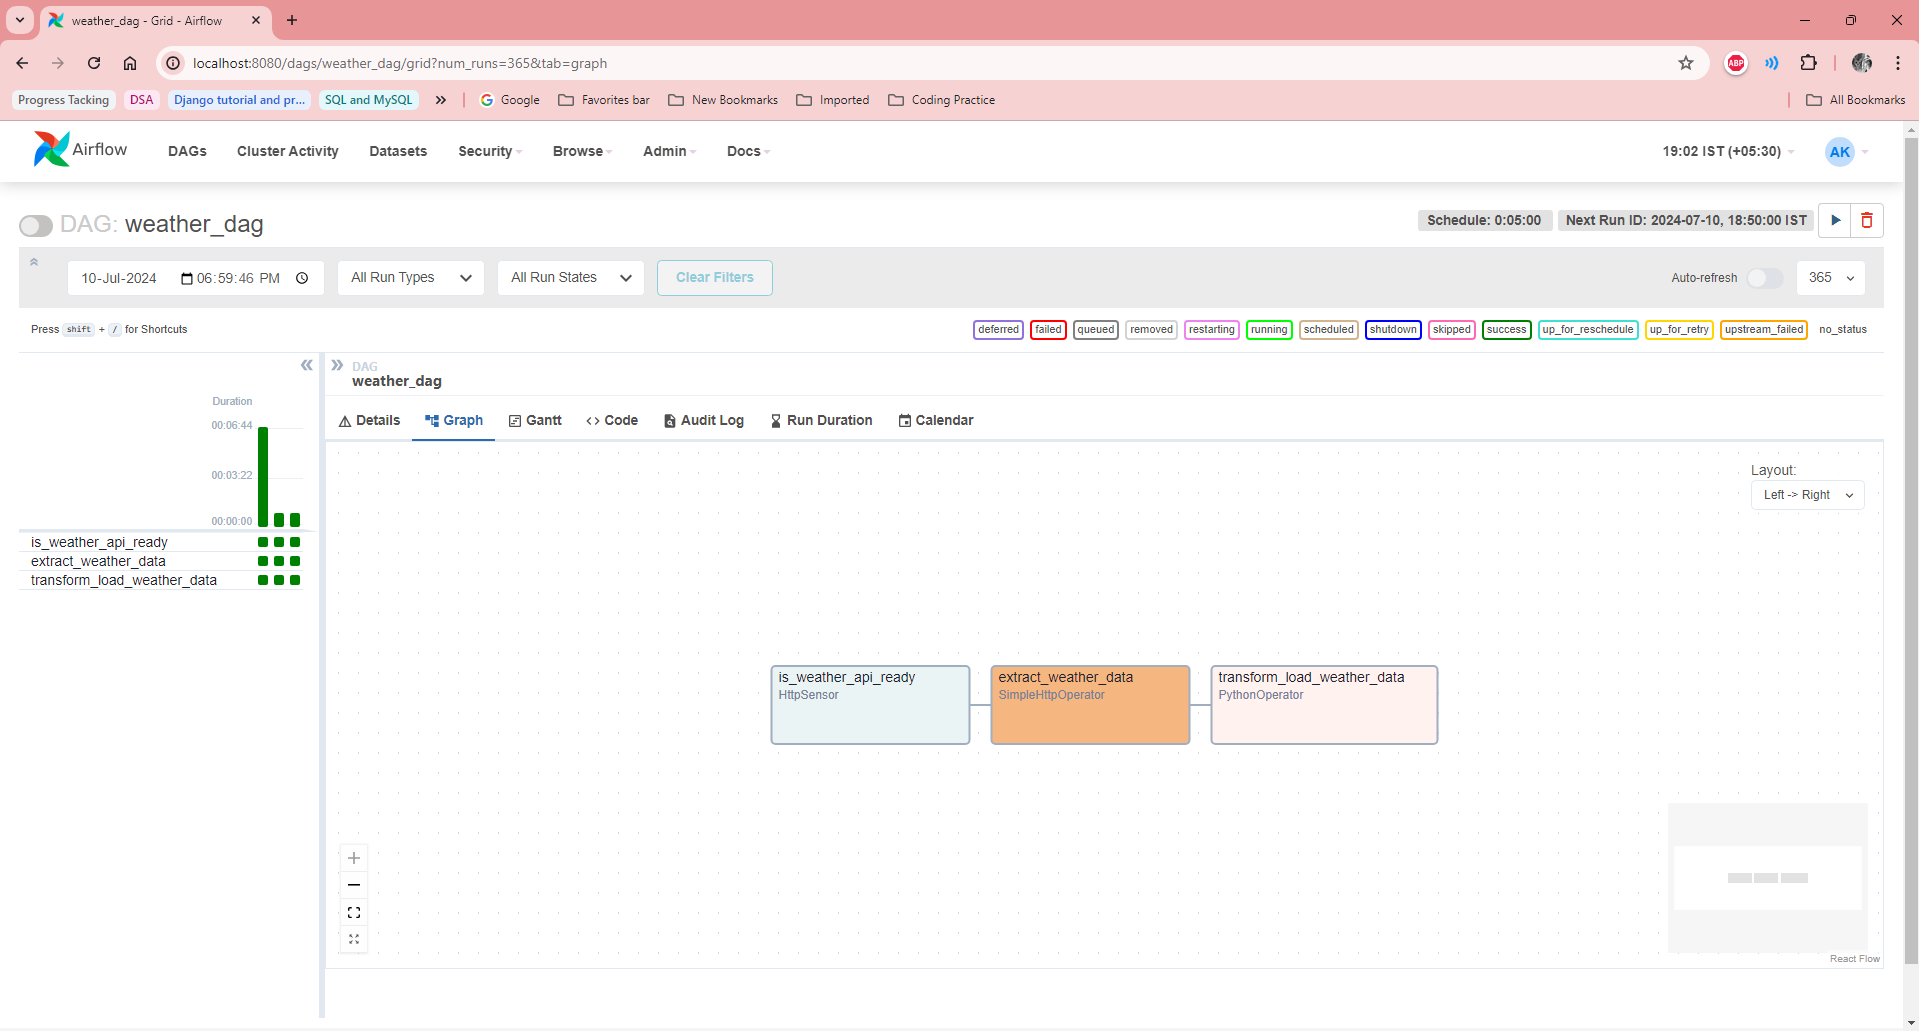 weather_dag - Grid - Airflow
localhost:8080/dags/weather_dag/grid?num_runs=365&tab=graph
ABP
Progress Tacking DSA Django tutorial and pr... SQL and MySQL Google Favorites bar New Bookmarks Imported Coding Practice All Bookmarks
Airflow DAGs Cluster Activity Datasets Security Browse Admin Docs 19:02 IST (+05:30) AK
DAG: weather_dag
Schedule: 0:05:00 Next Run ID: 2024-07-10, 18:50:00 IST
10-Jul-2024 06:59:46 PM All Run Types All Run States Clear Filters Auto-refresh 365
Press shift + / for Shortcuts
deferred failed queued removed restarting running scheduled shutdown skipped success up_for_reschedule up_for_retry upstream_failed no_status
Duration
00:06:44
00:03:22
00:00:00
is_weather_api_ready
extract_weather_data
transform_load_weather_data
DAG
weather_dag
Details Graph Gantt Code Audit Log Run Duration Calendar
Layout:
Left -> Right
is_weather_api_ready
HttpSensor
extract_weather_data
SimpleHttpOperator
transform_load_weather_data
PythonOperator
React Flow